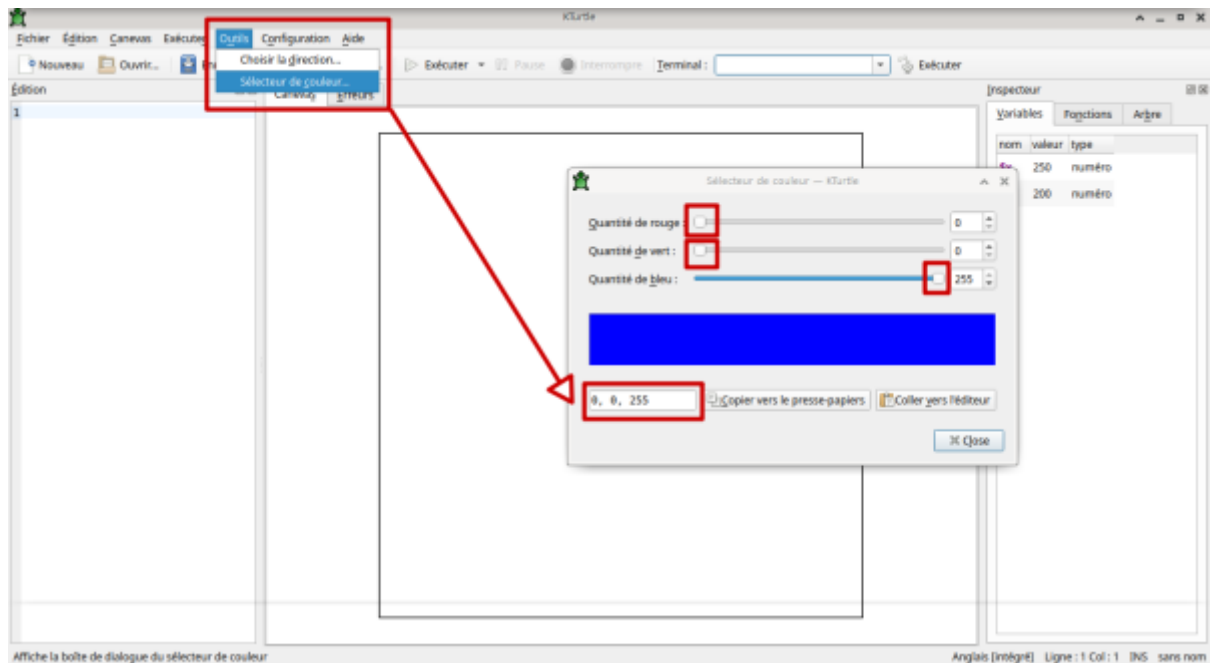 KTurtle
Fichier Édition Canevas Exécuter Outils Configuration Aide
Nouveau Ouvrir... Exécuter Pause Interrompre Terminal : Exécuter
Choisir la direction...
Sélecteur de couleur...
Édition
Canevas Erreurs
Inspecteur
1
Variables Fonctions Arbre
nom valeur type
250 numéro
200 numéro
Sélecteur de couleur — KTurtle
Quantité de rouge : 0
Quantité de vert : 0
Quantité de bleu : 255
0, 0, 255 Copier vers le presse-papiers Coller vers l'éditeur
Close
Affiche la boîte de dialogue du sélecteur de couleur
Anglais [intégré] Ligne : 1 Col : 1 INS sans nom